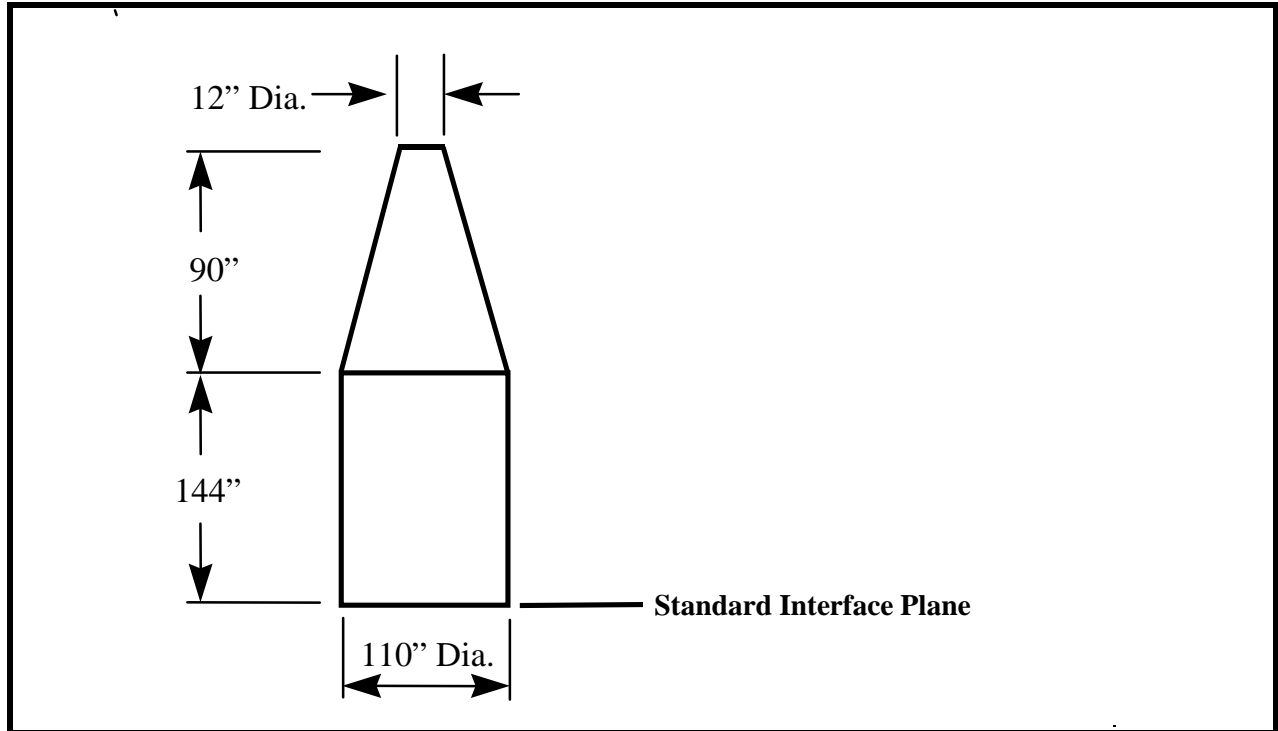 12” Dia.
90”
144”
Standard Interface Plane
110” Dia.